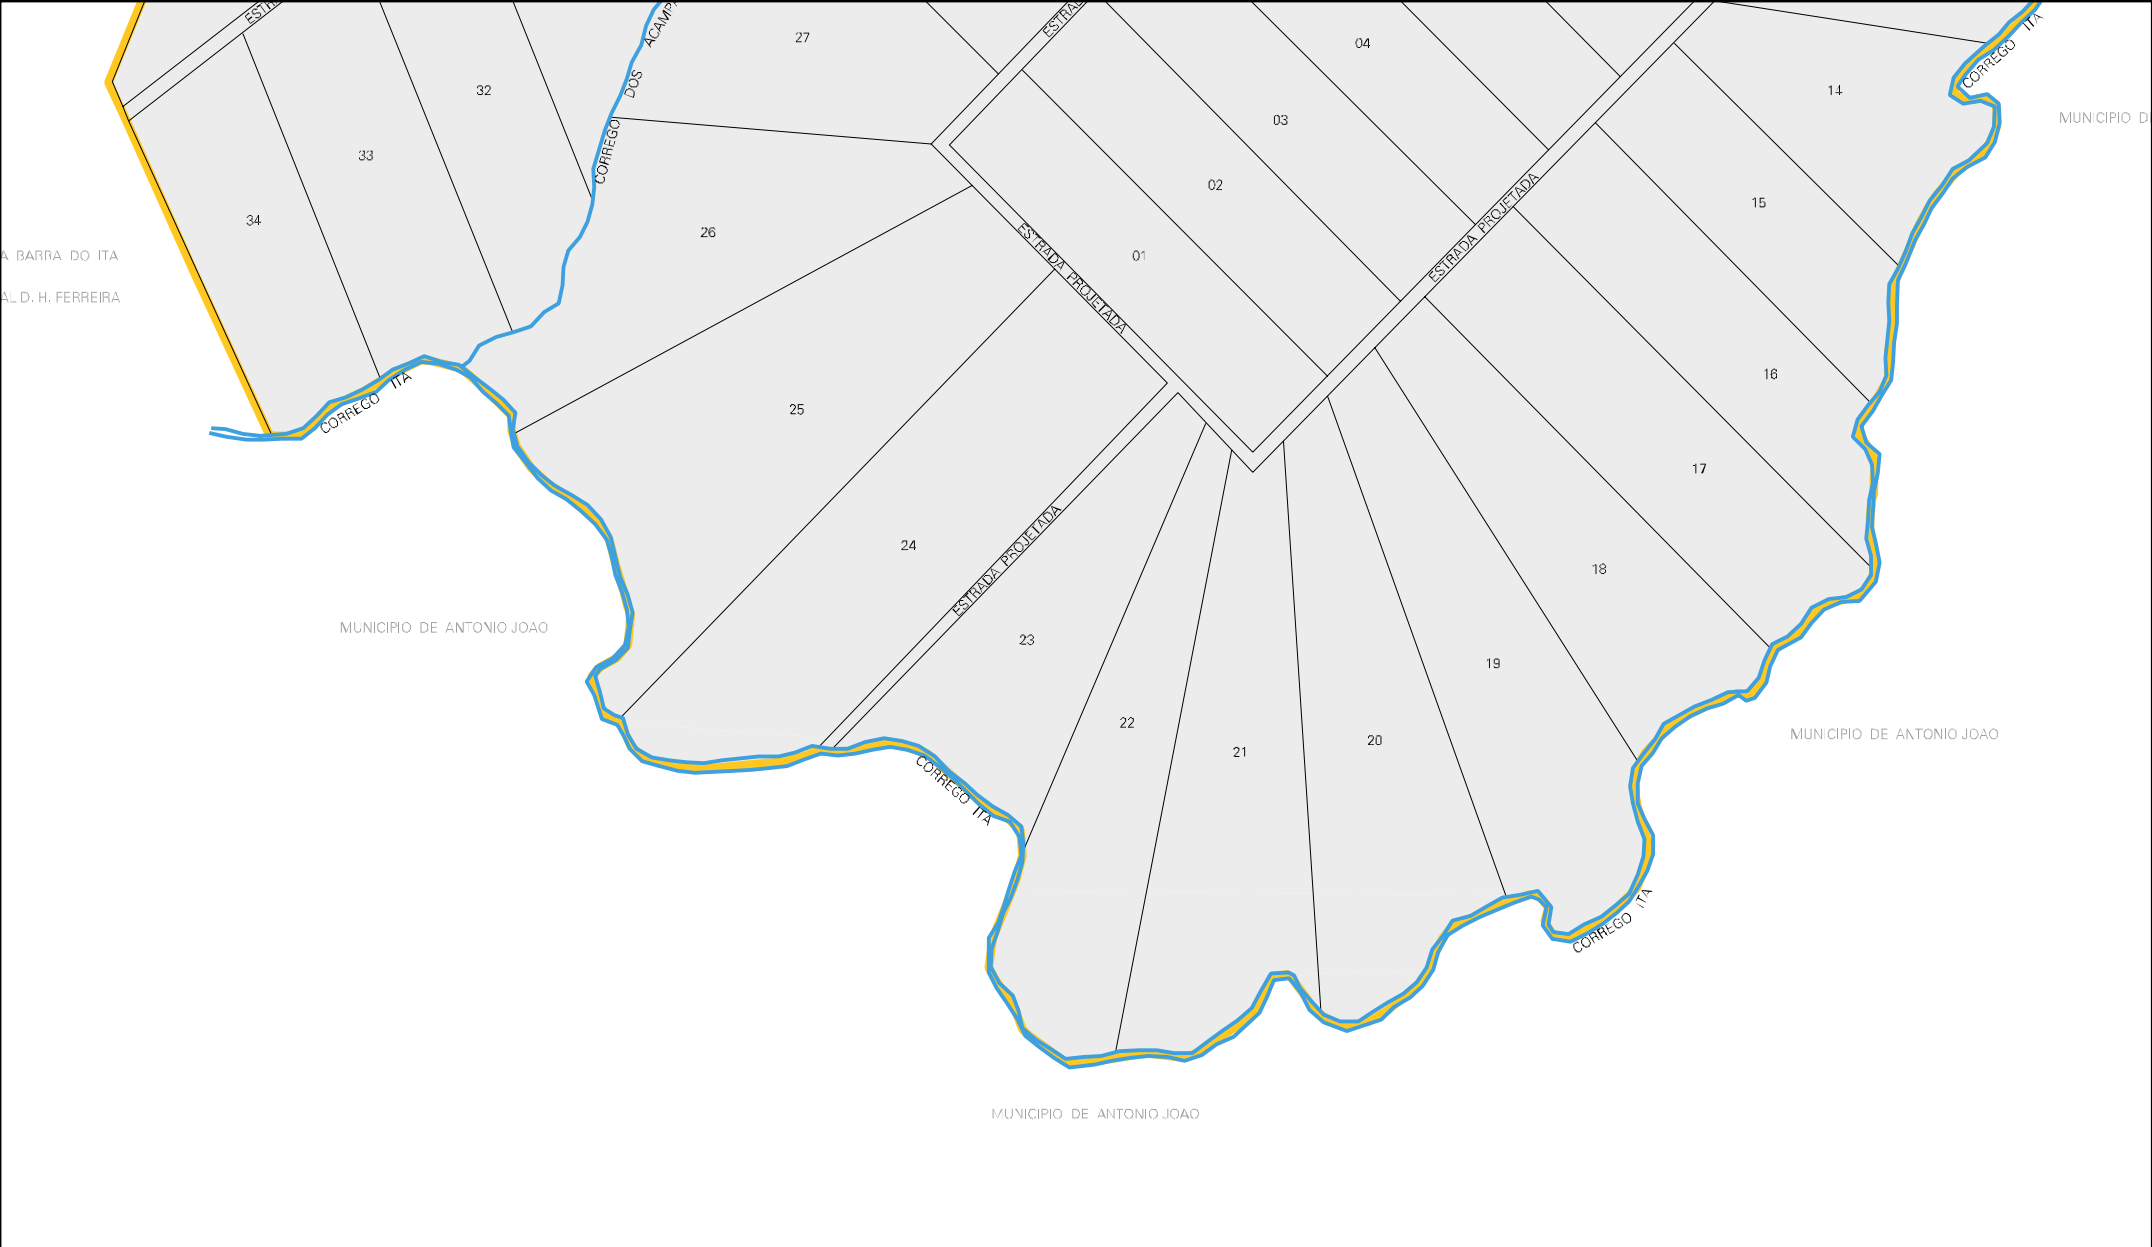 27
04
14
MUNICIPIO
32
CORREGO DOS
CORREGO ITA
33
03
02
15
34
26
01
A BARRA DO ITA
AL D. H. FERREIRA
ESTRADA PROJETADA
ESTRADA PROJETADA
16
25
CORREGO ITA
17
24
ESTRADA PROJETADA
18
MUNICIPIO DE ANTONIO JOAO
23
19
22
20
21
MUNICIPIO DE ANTONIO JOAO
CORREGO ITA
CORREGO ITA
MUNICIPIO DE ANTONIO JOAO